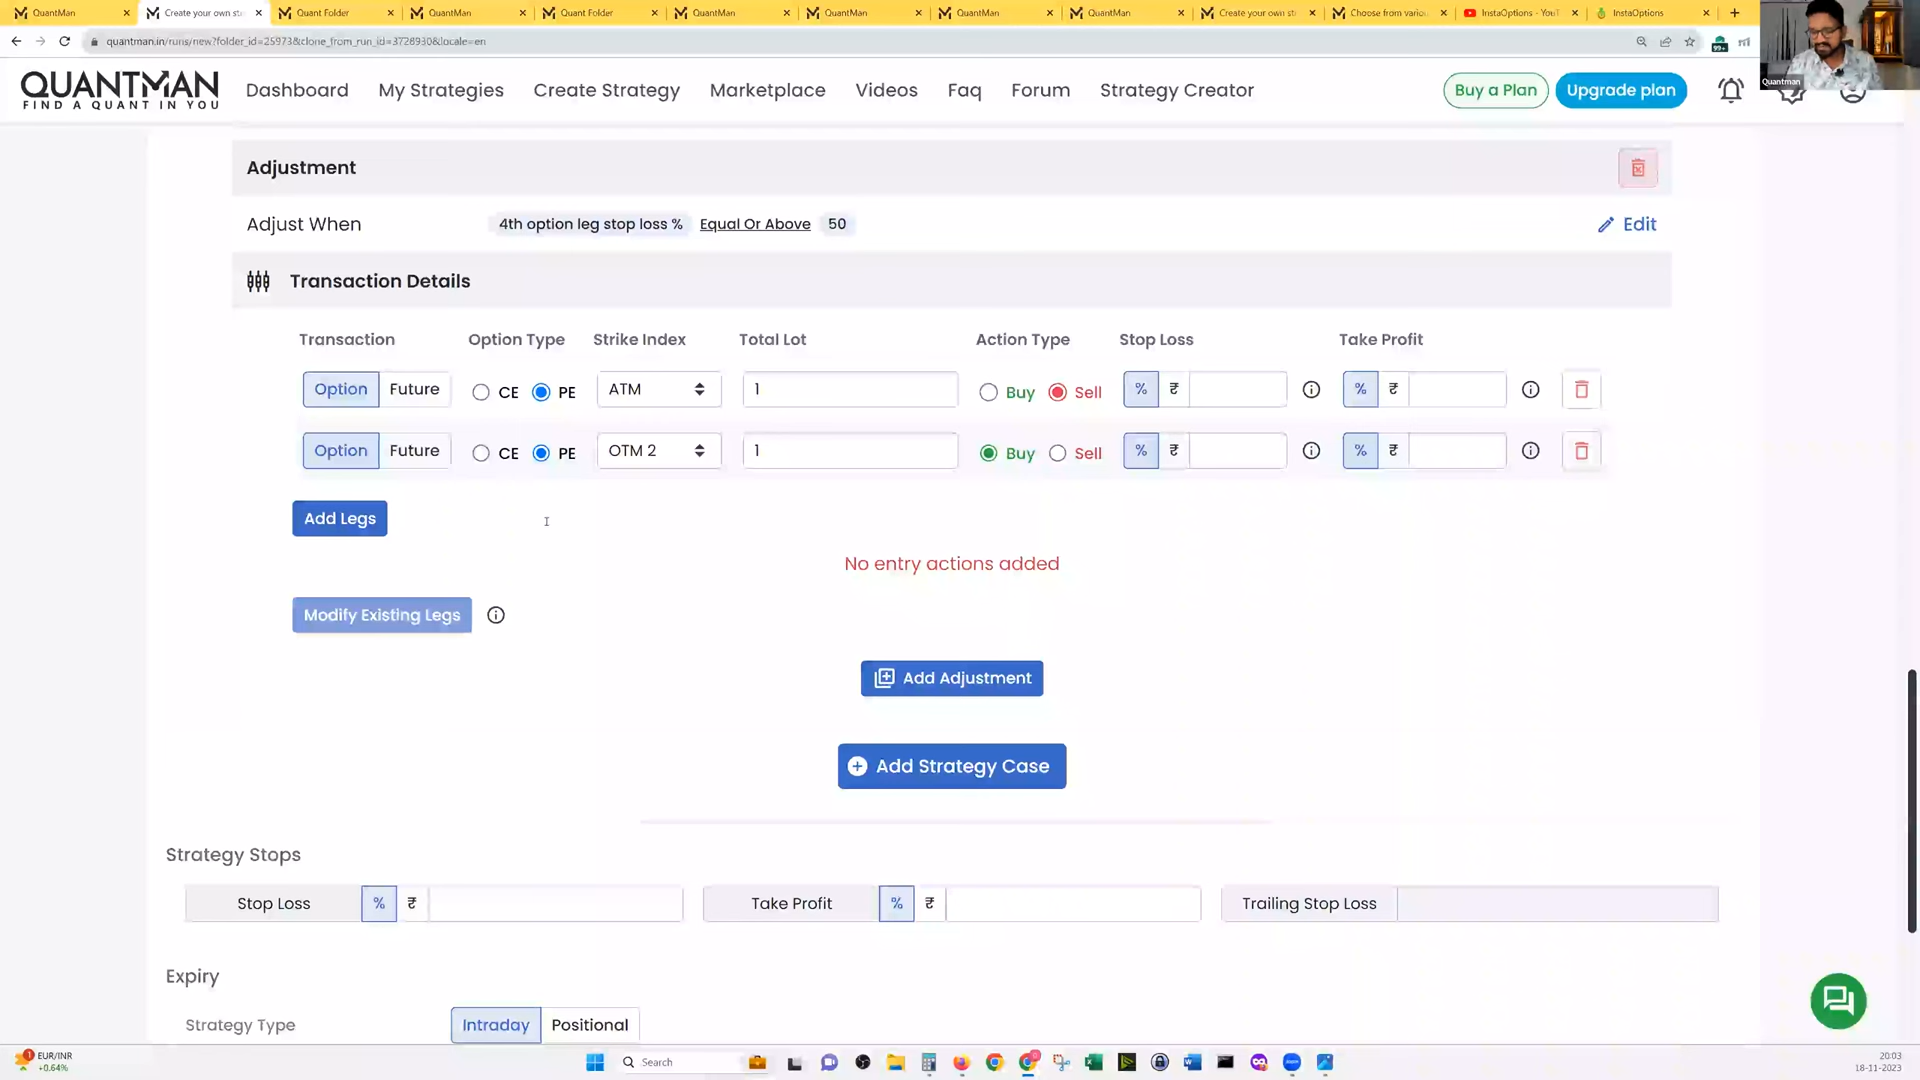 QuantMan
Create your own str
Quant Folder
QuantMan
Quant Folder
QuantMan
QuantMan
QuantMan
QuantMan
Create your own st
Choose from variou
InstaOptions - YouT
InstaOptions
quantman.in/runs/new?folder_id=25973&clone_from_run_id=3728930&locale=en
99+
Quantman
QUANTMAN
FIND A QUANT IN YOU
Dashboard
My Strategies
Create Strategy
Marketplace
Videos
Faq
Forum
Strategy Creator
Buy a Plan
Upgrade plan
Adjustment
Adjust When
4th option leg stop loss %
Equal Or Above
50
Edit
Transaction Details
Transaction
Option Type
Strike Index
Total Lot
Action Type
Stop Loss
Take Profit
Option Future CE PE ATM 1 Buy Sell % ₹ % ₹
Option Future CE PE OTM 2 1 Buy Sell % ₹ % ₹
Add Legs
No entry actions added
Modify Existing Legs
Add Adjustment
Add Strategy Case
Strategy Stops
Stop Loss % ₹
Take Profit % ₹
Trailing Stop Loss
Expiry
Strategy Type
Intraday Positional
EUR/INR
+0.64%
Search
20:03
18-11-2023